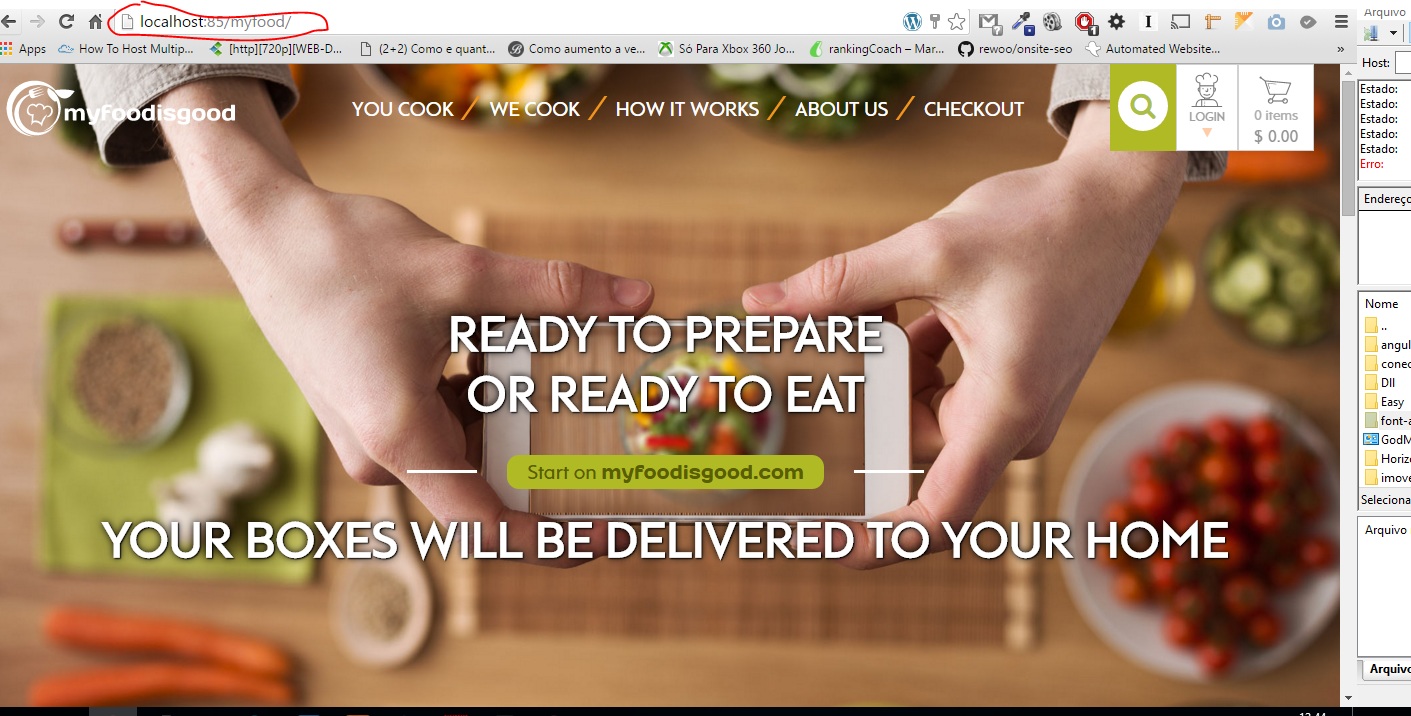 Arquivo
localhost:85/myfood/
Apps How To Host Multip... [http][720p][WEB-D... (2+2) Como e quant... Como aumento a ve... Só Para Xbox 360 Jo... rankingCoach – Mar... rewoo/onsite-seo Automated Website... »
Host:
myfoodisgood
YOU COOK / WE COOK / HOW IT WORKS / ABOUT US / CHECKOUT
LOGIN
0 items
$ 0.00
Estado:
Estado:
Estado:
Estado:
Estado:
Erro:
Endereço
READY TO PREPARE
OR READY TO EAT
Start on myfoodisgood.com
YOUR BOXES WILL BE DELIVERED TO YOUR HOME
Nome
..
angul
conec
Dll
Easy
font-a
GodM
Horizo
imove
Seleciona
Arquivo
Arquivo